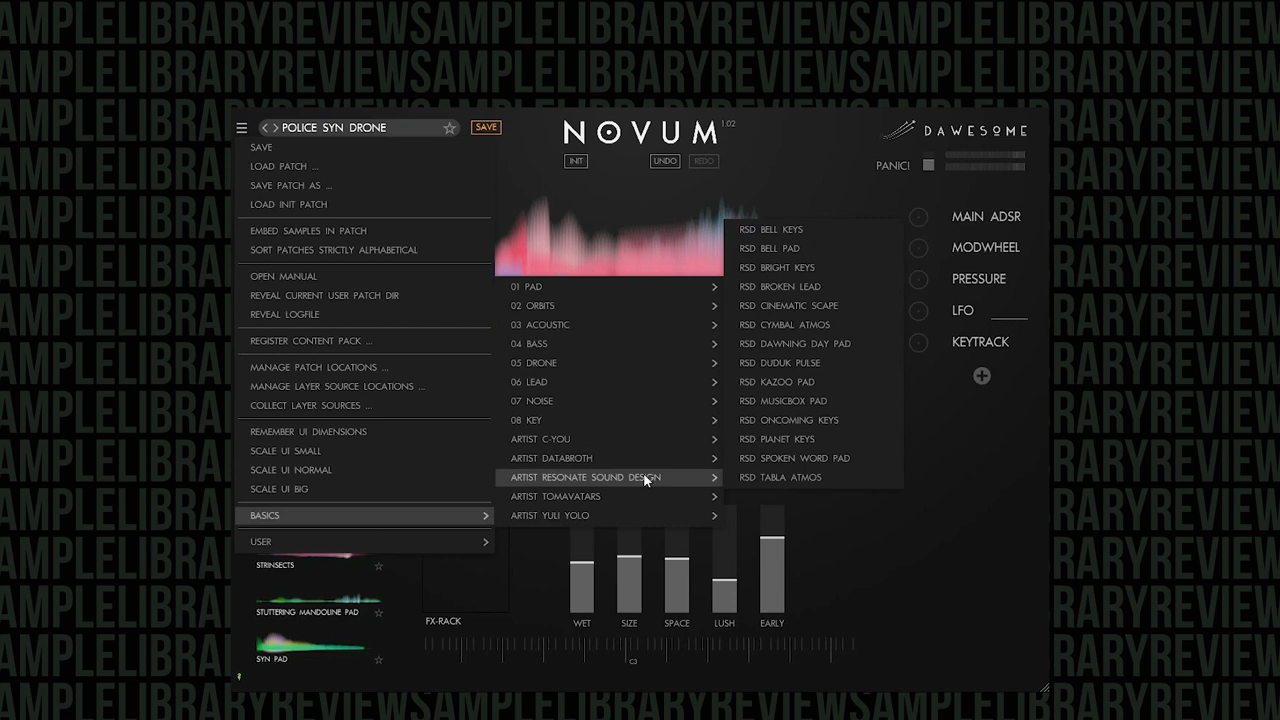 SAMPLELIBRARYREVIEWS
POLICE SYN DRONE
SAVE
NOVUM 1.02
DAWESOME
INIT
UNDO
REDO
PANIC!
SAVE
LOAD PATCH ...
SAVE PATCH AS ...
LOAD INIT PATCH
EMBED SAMPLES IN PATCH
SORT PATCHES STRICTLY ALPHABETICAL
OPEN MANUAL
REVEAL CURRENT USER PATCH DIR
REVEAL LOGFILE
REGISTER CONTENT PACK ...
MANAGE PATCH LOCATIONS ...
MANAGE LAYER SOURCE LOCATIONS ...
COLLECT LAYER SOURCES ...
REMEMBER UI DIMENSIONS
SCALE UI SMALL
SCALE UI NORMAL
SCALE UI BIG
BASICS
USER
01 PAD
02 ORBITS
03 ACOUSTIC
04 BASS
05 DRONE
06 LEAD
07 NOISE
08 KEY
ARTIST C-YOU
ARTIST DATABROTH
ARTIST RESONATE SOUND DESIGN
ARTIST TOMAVATARS
ARTIST YULI YOLO
RSD BELL KEYS
RSD BELL PAD
RSD BRIGHT KEYS
RSD BROKEN LEAD
RSD CINEMATIC SCAPE
RSD CYMBAL ATMOS
RSD DAWNING DAY PAD
RSD DUDUK PULSE
RSD KAZOO PAD
RSD MUSICBOX PAD
RSD ONCOMING KEYS
RSD PIANET KEYS
RSD SPOKEN WORD PAD
RSD TABLA ATMOS
MAIN ADSR
MODWHEEL
PRESSURE
LFO
KEYTRACK
STRINSECTS
STUTTERING MANDOLINE PAD
SYN PAD
FX-RACK
WET
SIZE
SPACE
LUSH
EARLY
C3